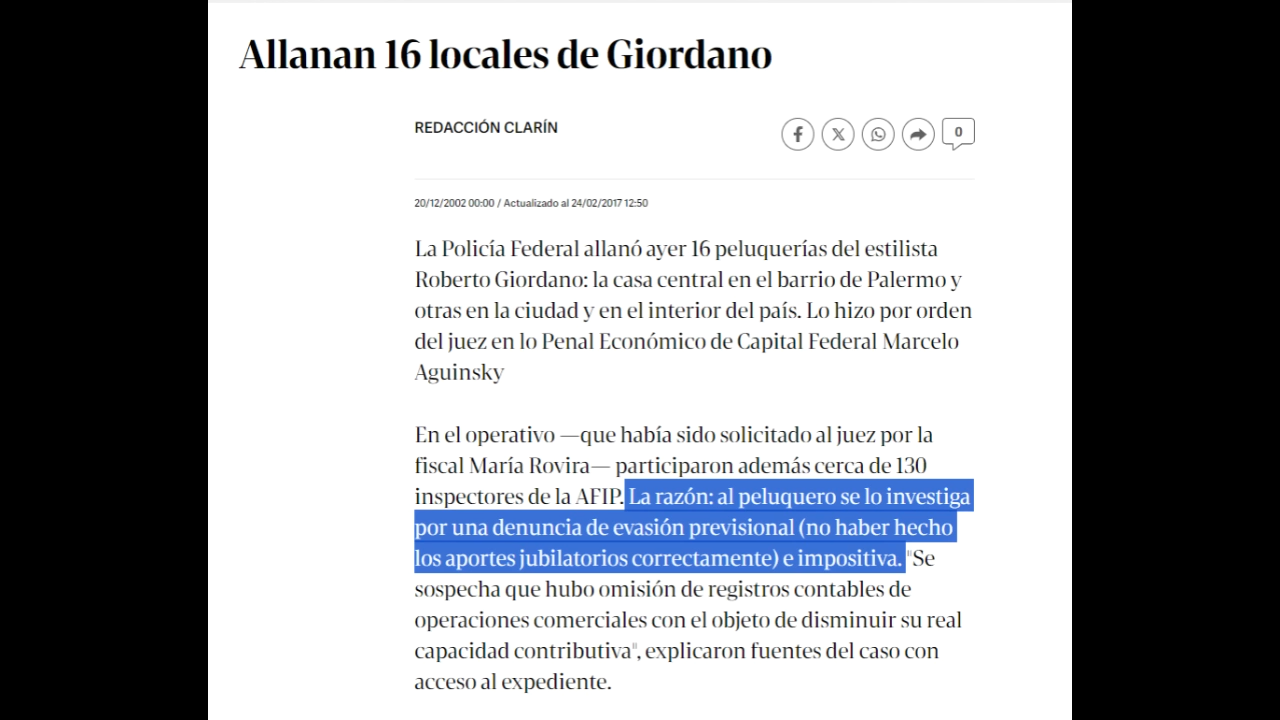 Allanan 16 locales de Giordano
REDACCIÓN CLARÍN
0
20/12/2002 00:00 / Actualizado al 24/02/2017 12:50
La Policía Federal allanó ayer 16 peluquerías del estilista
Roberto Giordano: la casa central en el barrio de Palermo y
otras en la ciudad y en el interior del país. Lo hizo por orden
del juez en lo Penal Económico de Capital Federal Marcelo
Aguinsky
En el operativo —que había sido solicitado al juez por la
fiscal María Rovira— participaron además cerca de 130
inspectores de la AFIP. La razón: al peluquero se lo investiga
por una denuncia de evasión previsional (no haber hecho
los aportes jubilatorios correctamente) e impositiva. "Se
sospecha que hubo omisión de registros contables de
operaciones comerciales con el objeto de disminuir su real
capacidad contributiva", explicaron fuentes del caso con
acceso al expediente.